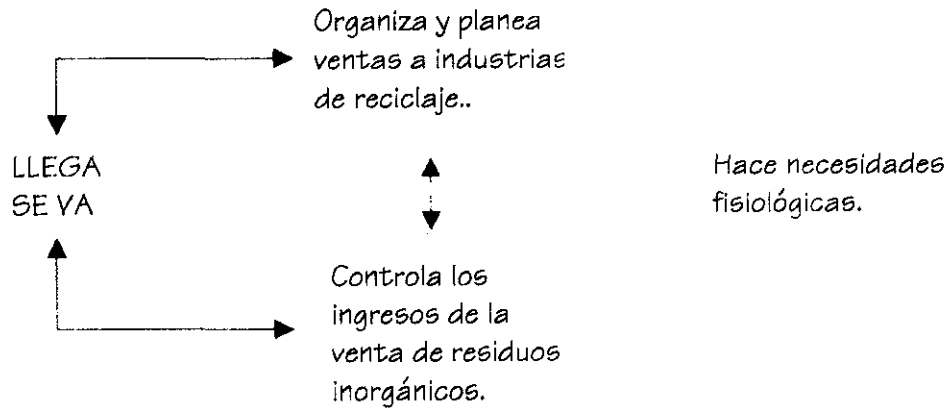 Organiza y planea
ventas a industrias
de reciclaje..
LLEGA
SE VA
Hace necesidades
fisiológicas.
Controla los
ingresos de la
venta de residuos
inorgánicos.